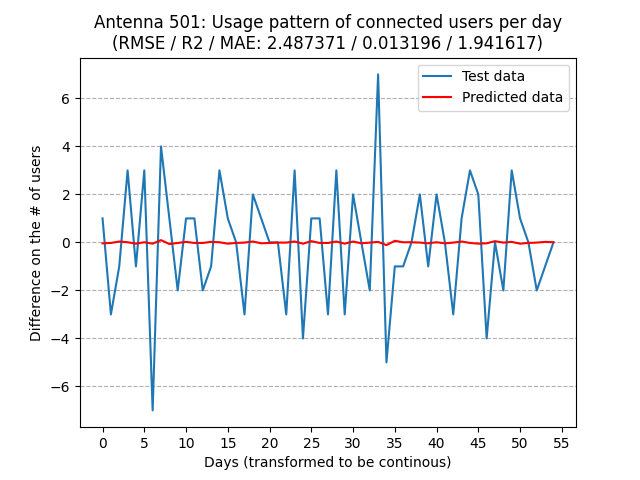 Antenna 501: Usage pattern of connected users per day
(RMSE / R2 / MAE: 2.487371 / 0.013196 / 1.941617)
Test data
Predicted data
Difference on the # of users
6
4
2
0
−2
−4
−6
0 5 10 15 20 25 30 35 40 45 50 55
Days (transformed to be continous)